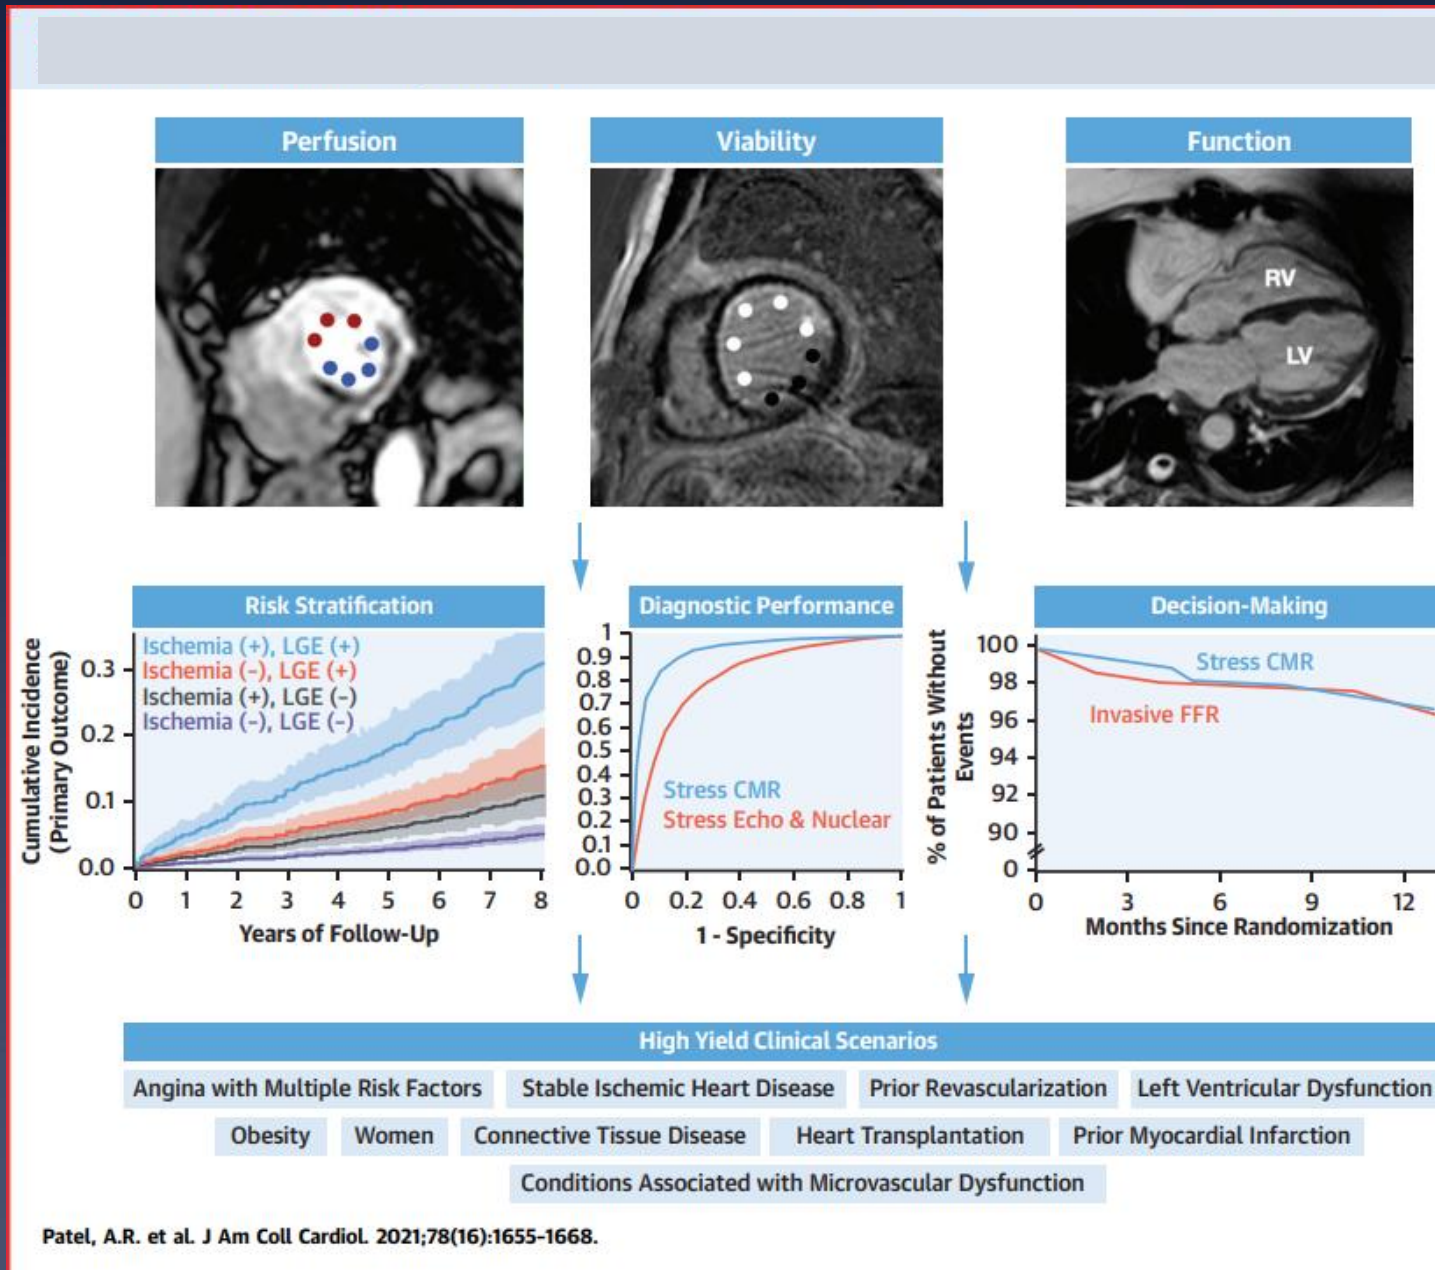 Perfusion
Viability
Function
RV
LV
Risk Stratification
Cumulative Incidence
(Primary Outcome)
0.3
0.2
0.1
0.0
Ischemia (+), LGE (+)
Ischemia (-), LGE (+)
Ischemia (+), LGE (-)
Ischemia (-), LGE (-)
0 1 2 3 4 5 6 7 8
Years of Follow-Up
Diagnostic Performance
1
0.9
0.8
0.7
0.6
0.5
0.4
0.3
0.2
0.1
0.0
Stress CMR
Stress Echo & Nuclear
0 0.2 0.4 0.6 0.8 1
1 - Specificity
Decision-Making
% of Patients Without
Events
100
98
96
94
92
90
0
Stress CMR
Invasive FFR
0 3 6 9 12
Months Since Randomization
High Yield Clinical Scenarios
Angina with Multiple Risk Factors Stable Ischemic Heart Disease Prior Revascularization Left Ventricular Dysfunction
Obesity Women Connective Tissue Disease Heart Transplantation Prior Myocardial Infarction
Conditions Associated with Microvascular Dysfunction
Patel, A.R. et al. J Am Coll Cardiol. 2021;78(16):1655-1668.